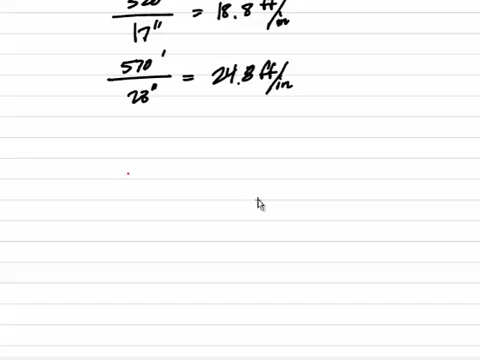 320
17" = 18.8 ft/in
570'
23" = 24.8 ft/in